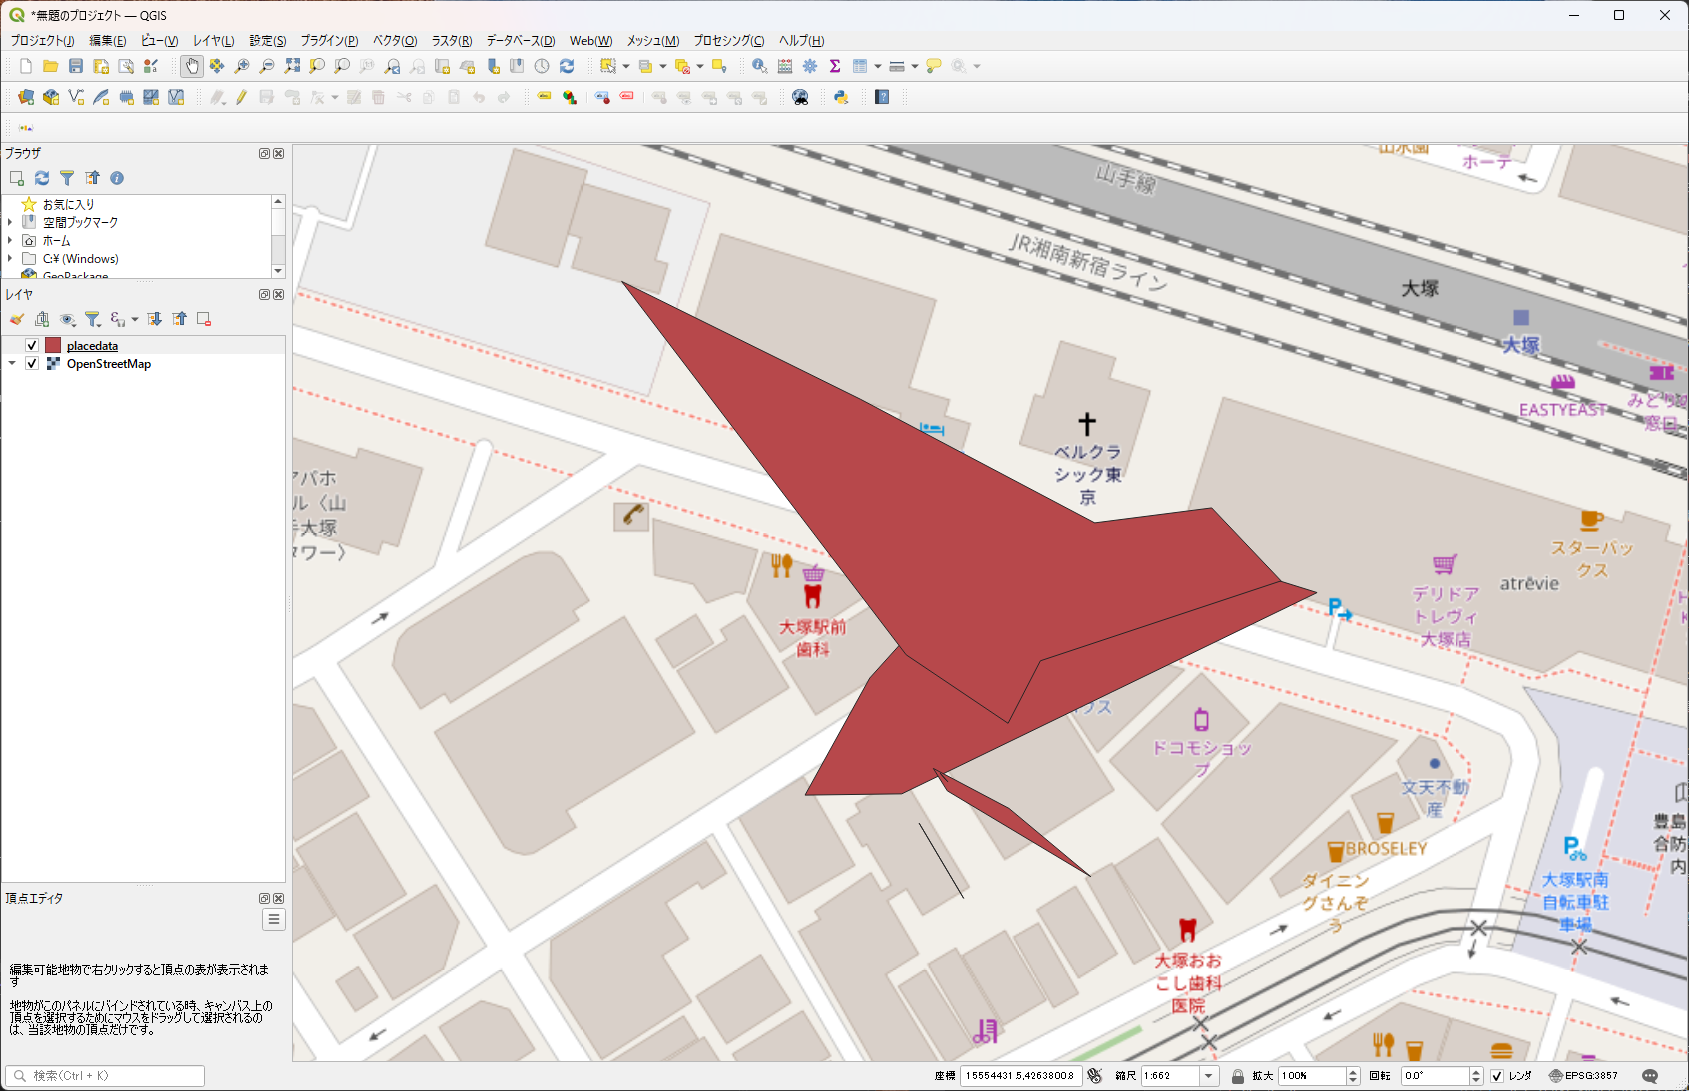 *無題のプロジェクト — QGIS
プロジェクト(J) 編集(E) ビュー(V) レイヤ(L) 設定(S) プラグイン(P) ベクタ(O) ラスタ(R) データベース(D) Web(W) メッシュ(M) プロセシング(C) ヘルプ(H)
ブラウザ
お気に入り
空間ブックマーク
ホーム
C:¥ (Windows)
GeoPackage
レイヤ
placedata
OpenStreetMap
頂点エディタ
編集可能地物で右クリックすると頂点の表が表示されま
す
地物がこのパネルにバインドされている時、キャンバス上の
頂点を選択するためにマウスをドラッグして選択されるの
は、当該地物の頂点だけです。
山手線
JR湘南新宿ライン
ホーテ
大塚
大塚
EASTYEAST
みどりの
窓口
ベルクラ
シック東
京
アパホ
ル〈山
手大塚
タワー〉
大塚駅前
歯科
スターバッ
クス
atrēvie
デリドア
トレヴィ
大塚店
P
ウス
ドコモショッ
プ
文天不動
産
BROSELEY
ダイニン
グさんぞ
う
豊島
合防
内
P
大塚駅南
自転車駐
車場
大塚おお
こし歯科
医院
検索(Ctrl + K)
座標 15554431.5,4263800.8 縮尺 1:662 拡大 100% 回転 0.0° レンダ EPSG:3857